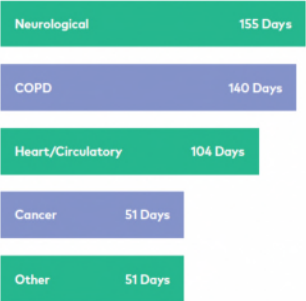 Neurological 155 Days
COPD 140 Days
Heart/Circulatory 104 Days
Cancer 51 Days
Other 51 Days